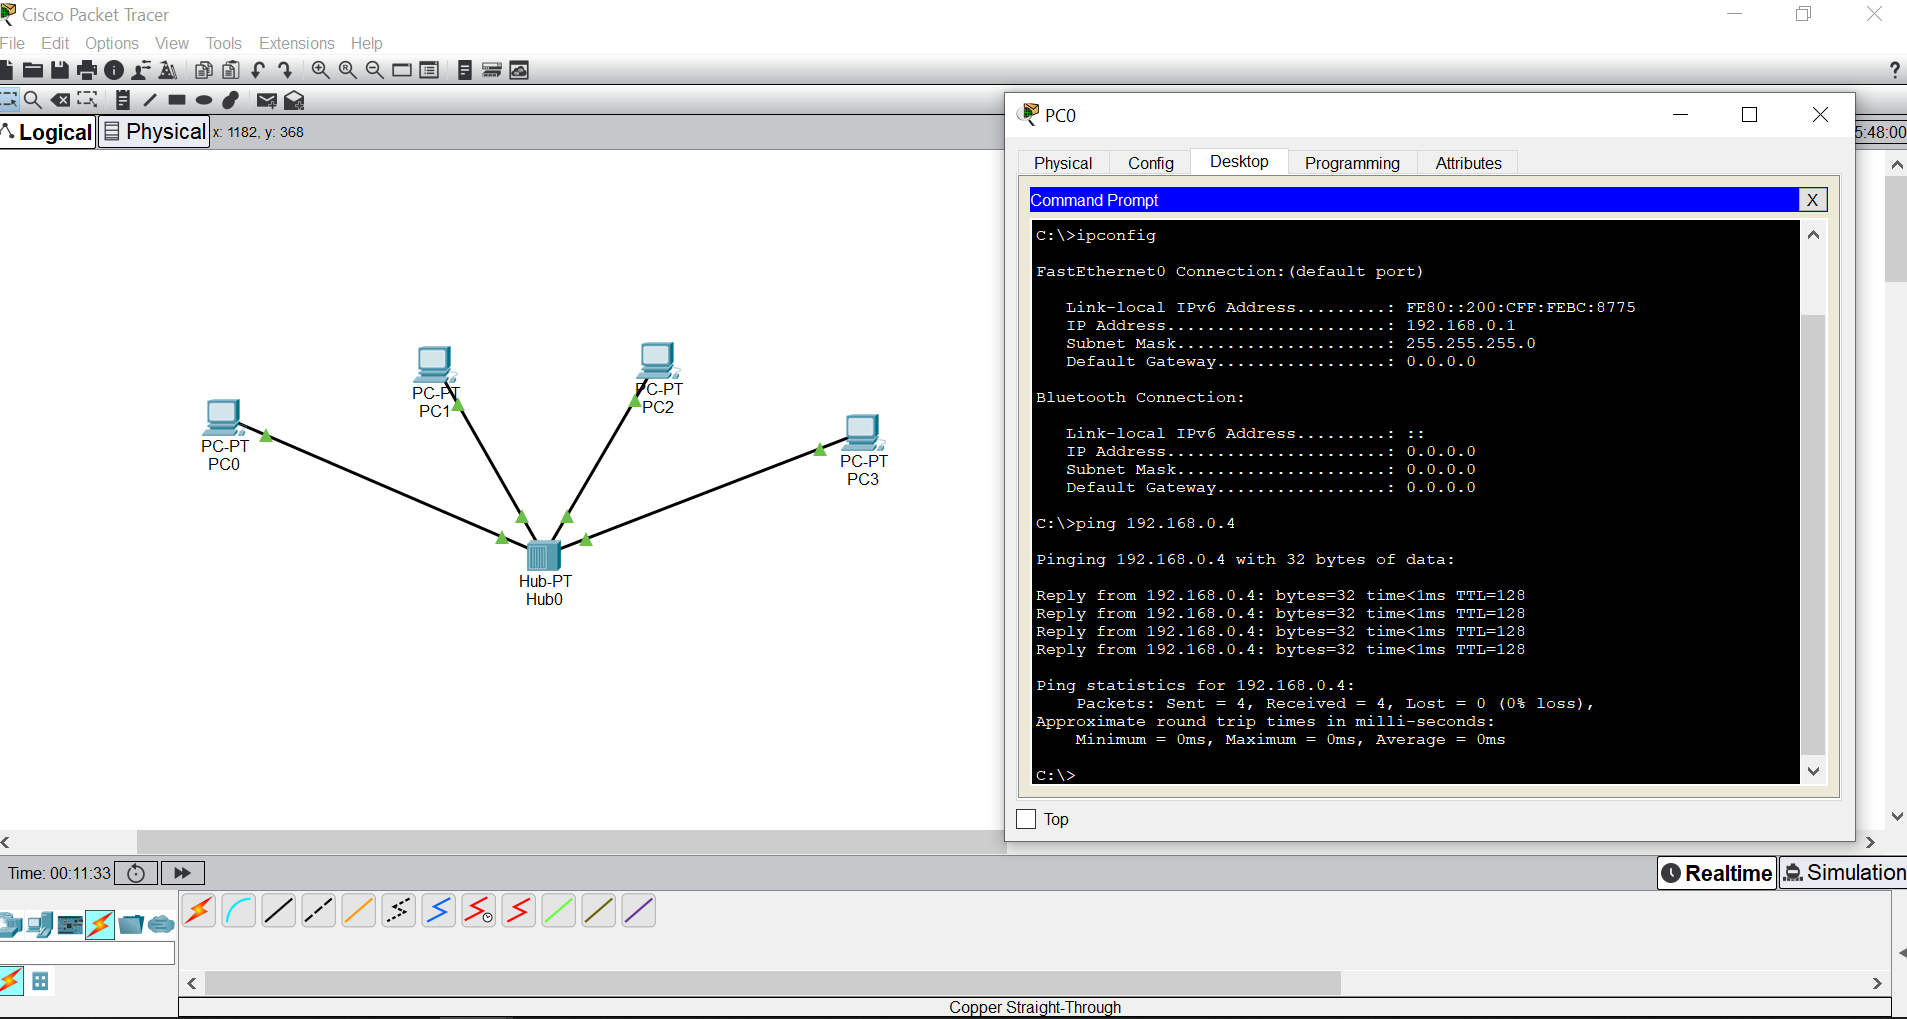 Cisco Packet Tracer
File Edit Options View Tools Extensions Help
?
Logical Physical x: 1182, y: 368
5:48:00
PC-PT
PC0
PC-PT
PC1
PC-PT
PC2
PC-PT
PC3
Hub-PT
Hub0
PC0
Physical Config Desktop Programming Attributes
Command Prompt X
C:\>ipconfig
FastEthernet0 Connection:(default port)
Link-local IPv6 Address.........: FE80::200:CFF:FEBC:8775
IP Address......................: 192.168.0.1
Subnet Mask.....................: 255.255.255.0
Default Gateway.................: 0.0.0.0
Bluetooth Connection:
Link-local IPv6 Address.........: ::
IP Address......................: 0.0.0.0
Subnet Mask.....................: 0.0.0.0
Default Gateway.................: 0.0.0.0
C:\>ping 192.168.0.4
Pinging 192.168.0.4 with 32 bytes of data:
Reply from 192.168.0.4: bytes=32 time<1ms TTL=128
Reply from 192.168.0.4: bytes=32 time<1ms TTL=128
Reply from 192.168.0.4: bytes=32 time<1ms TTL=128
Reply from 192.168.0.4: bytes=32 time<1ms TTL=128
Ping statistics for 192.168.0.4:
Packets: Sent = 4, Received = 4, Lost = 0 (0% loss),
Approximate round trip times in milli-seconds:
Minimum = 0ms, Maximum = 0ms, Average = 0ms
C:\>
Top
Time: 00:11:33
Realtime Simulation
Copper Straight-Through